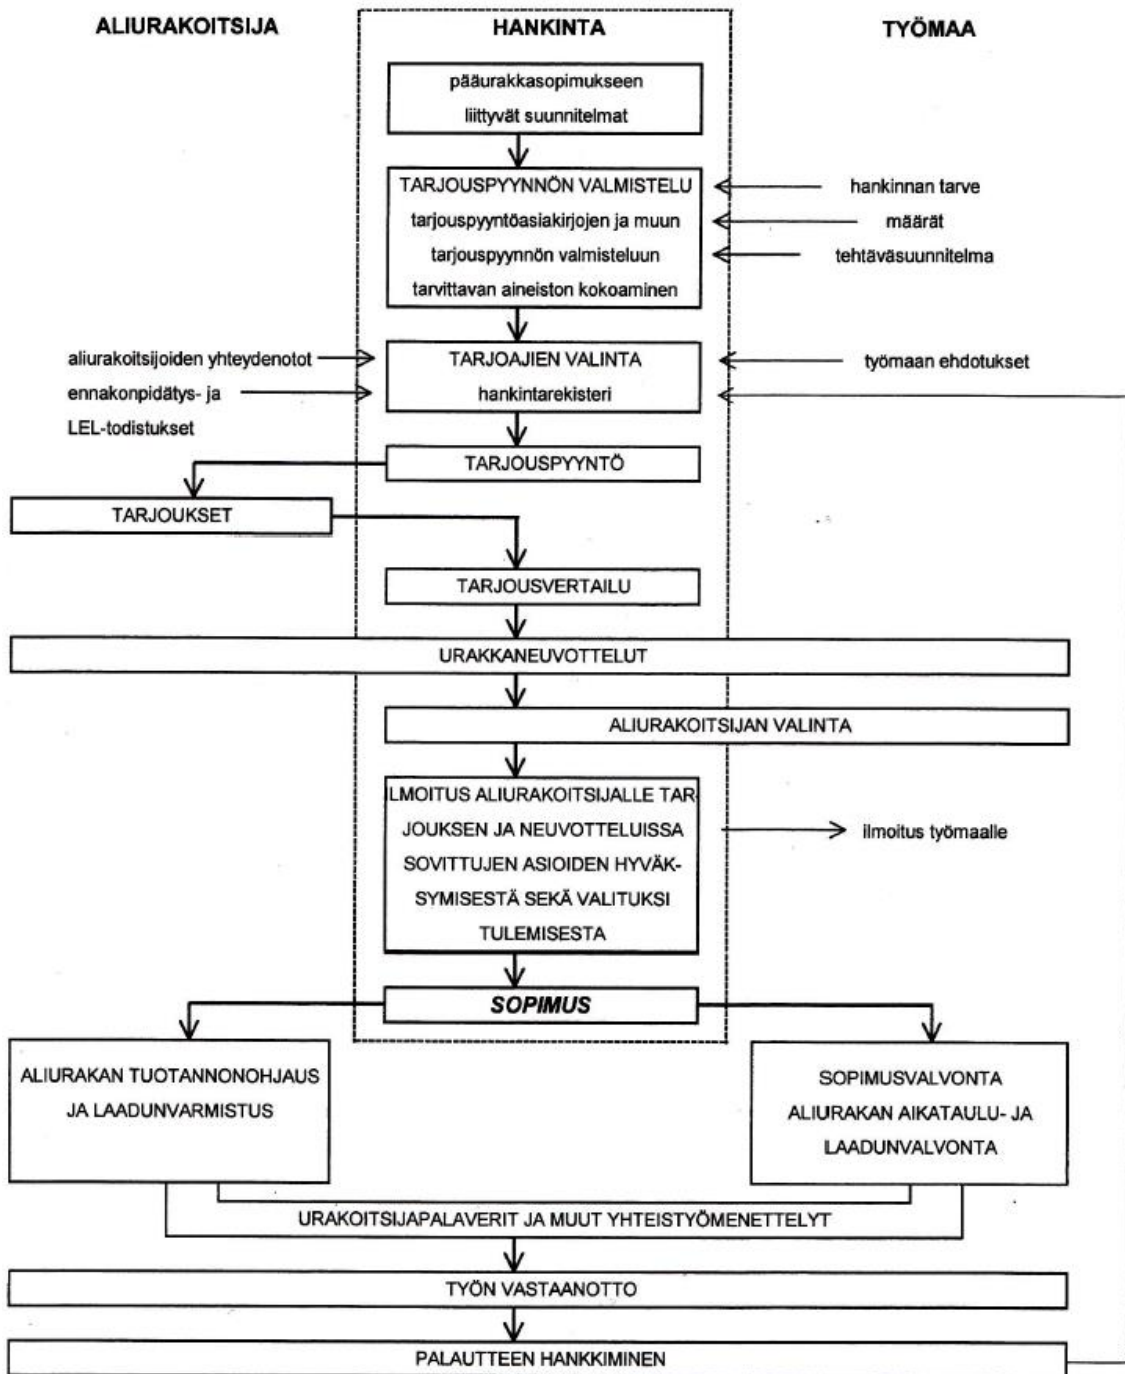 ALIURAKOITSIJA
HANKINTA
TYÖMAA
pääurakkasopimukseen
liittyvät suunnitelmat
TARJOUSPYYNNÖN VALMISTELU
tarjouspyyntöasiakirjojen ja muun
tarjouspyynnön valmisteluun
tarvittavan aineiston kokoaminen
hankinnan tarve
määrät
tehtäväsuunnitelma
aliurakoitsijoiden yhteydenotot
ennakonpidätys- ja
LEL-todistukset
TARJOAJIEN VALINTA
hankintarekisteri
työmaan ehdotukset
TARJOUSPYYNTÖ
TARJOUKSET
TARJOUSVERTAILU
URAKKANEUVOTTELUT
ALIURAKOITSIJAN VALINTA
ILMOITUS ALIURAKOITSIJALLE TAR-
JOUKSEN JA NEUVOTTELUISSA
SOVITTUJEN ASIOIDEN HYVÄK-
SYMISESTÄ SEKÄ VALITUKSI
TULEMISESTA
ilmoitus työmaalle
SOPIMUS
ALIURAKAN TUOTANNONOHJAUS
JA LAADUNVARMISTUS
SOPIMUSVALVONTA
ALIURAKAN AIKATAULU- JA
LAADUNVALVONTA
URAKOITSIJAPALAVERIT JA MUUT YHTEISTYÖMENETTELYT
TYÖN VASTAANOTTO
PALAUTTEEN HANKKIMINEN